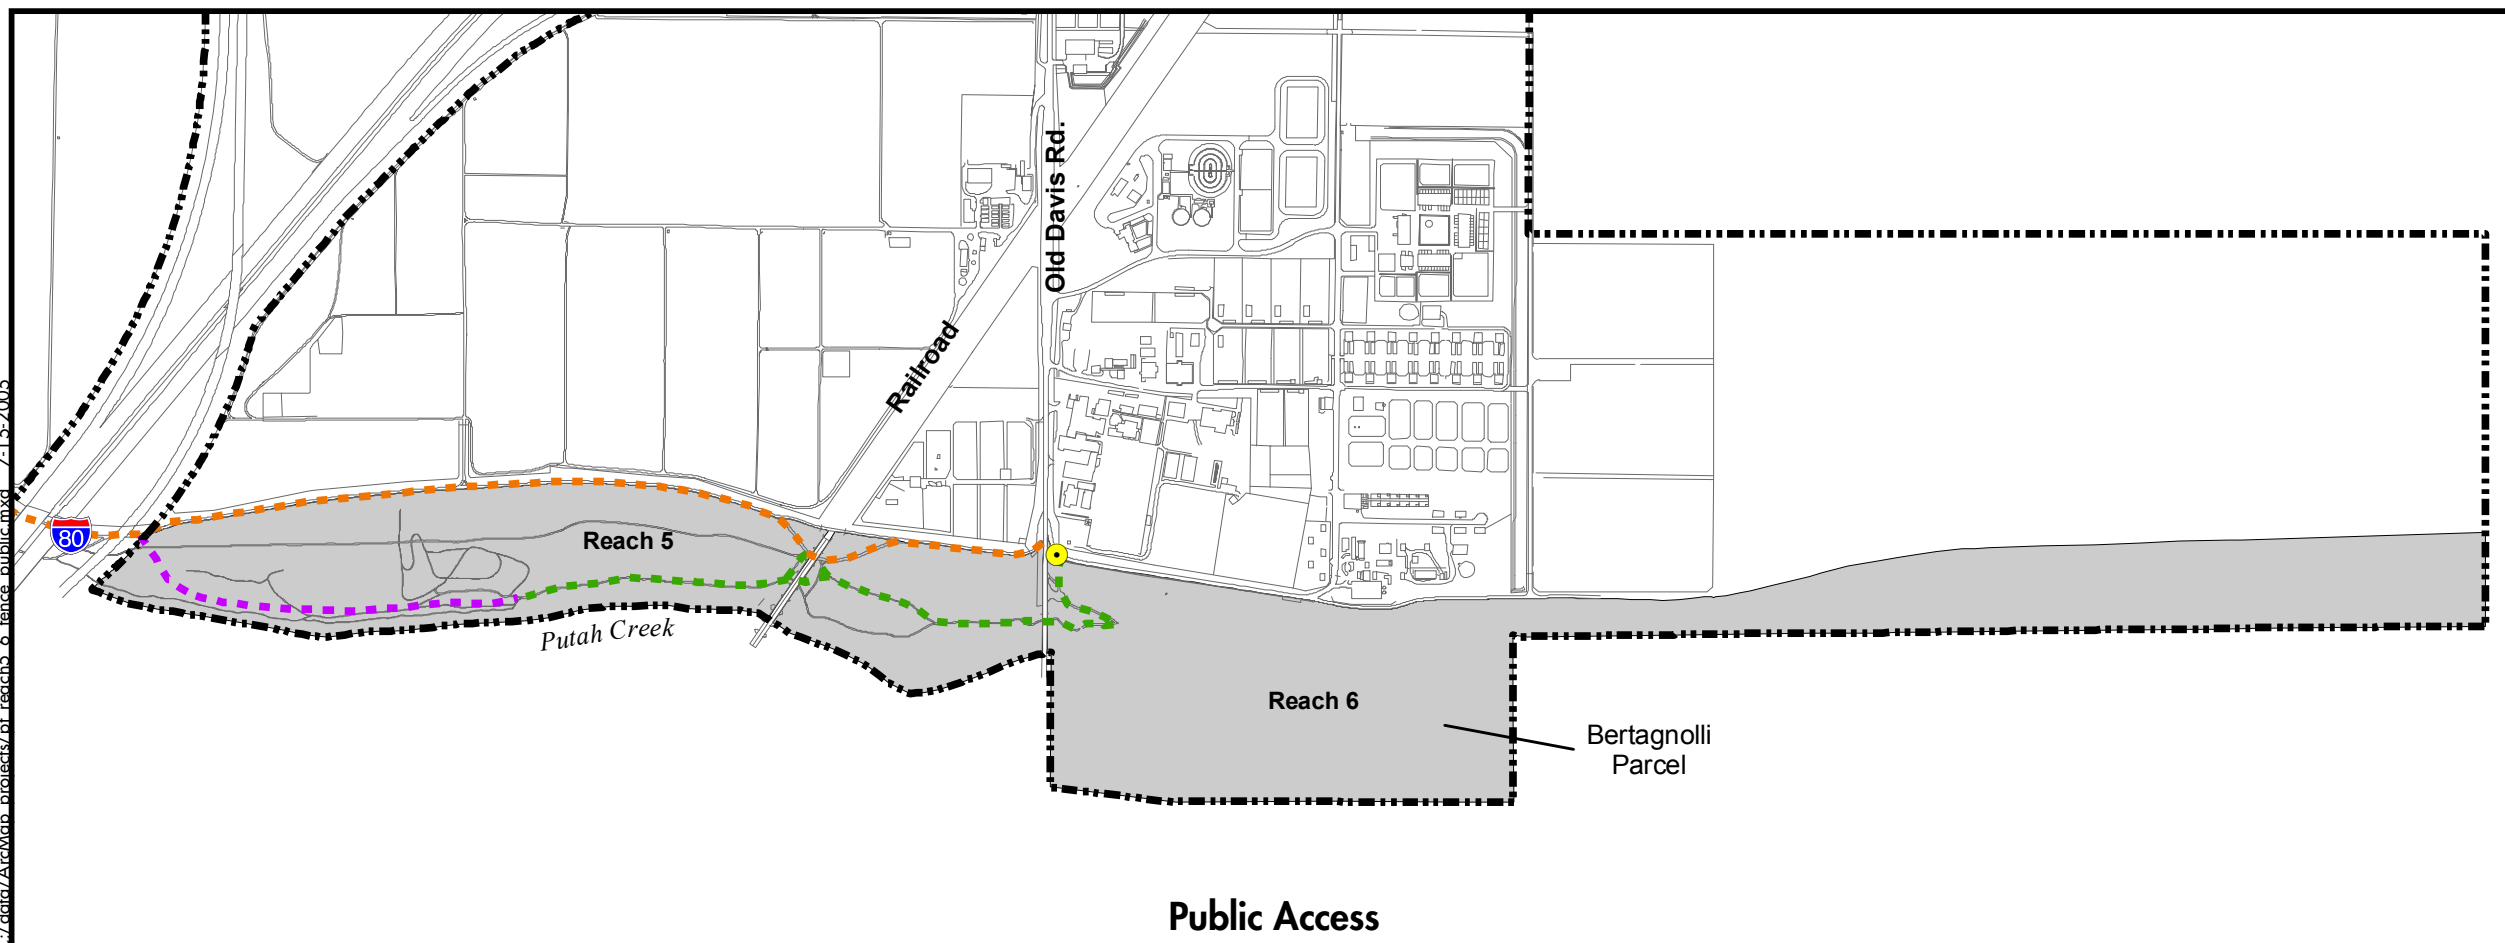 Old Davis Rd.
Railroad
80
Reach 5
Putah Creek
Reach 6
Bertagnolli
Parcel
Public Access